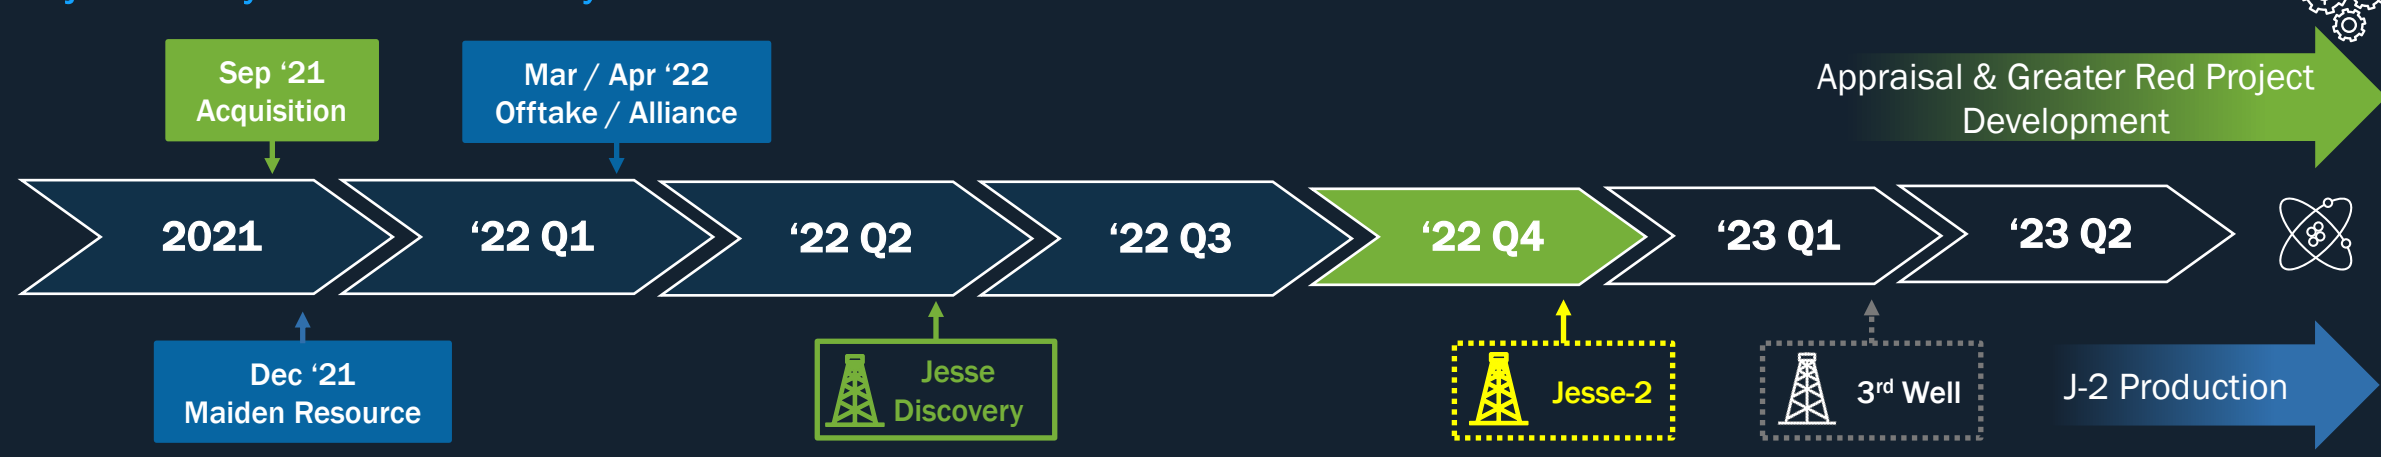 Sep ‘21
Acquisition
Mar / Apr ‘22
Offtake / Alliance
Appraisal & Greater Red Project
Development
2021
‘22 Q1
‘22 Q2
‘22 Q3
‘22 Q4
‘23 Q1
‘23 Q2
Dec ‘21
Maiden Resource
Jesse
Discovery
Jesse-2
3rd Well
J-2 Production